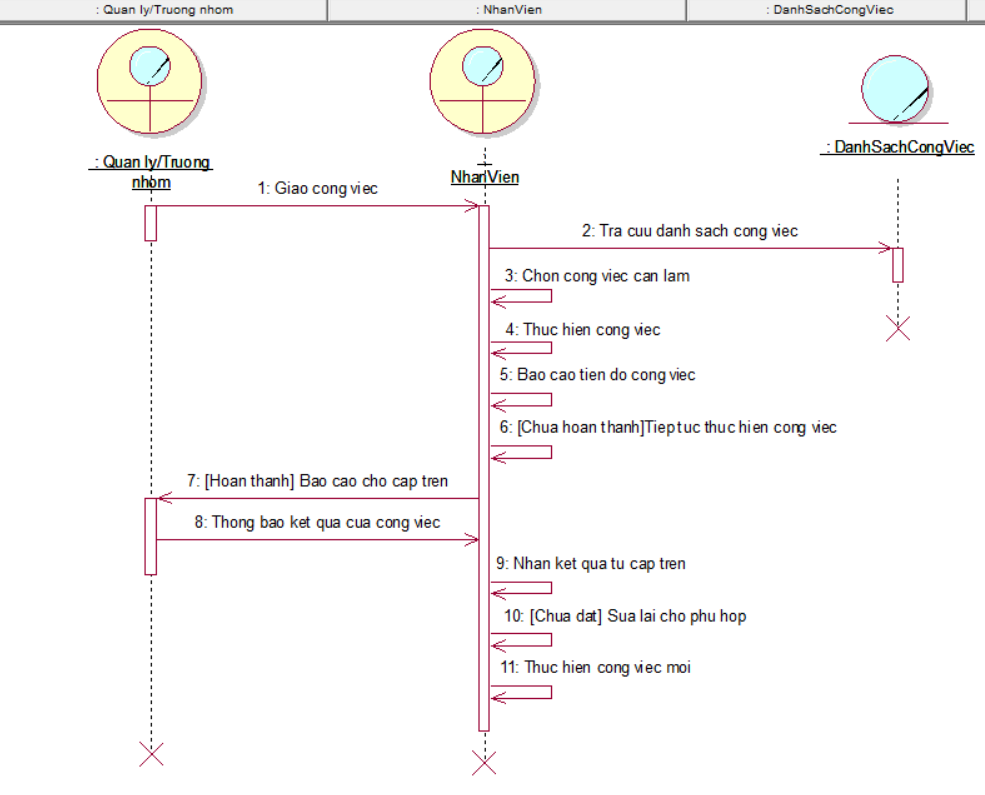 : Quan ly/Truong nhom
: NhanVien
: DanhSachCongViec
: Quan ly/Truong
nhom
NhanVien
: DanhSachCongViec
1: Giao cong viec
2: Tra cuu danh sach cong viec
3: Chon cong viec can lam
4: Thuc hien cong viec
5: Bao cao tien do cong viec
6: [Chua hoan thanh]Tiep tuc thuc hien cong viec
7: [Hoan thanh] Bao cao cho cap tren
8: Thong bao ket qua cua cong viec
9: Nhan ket qua tu cap tren
10: [Chua dat] Sua lai cho phu hop
11: Thuc hien cong viec moi